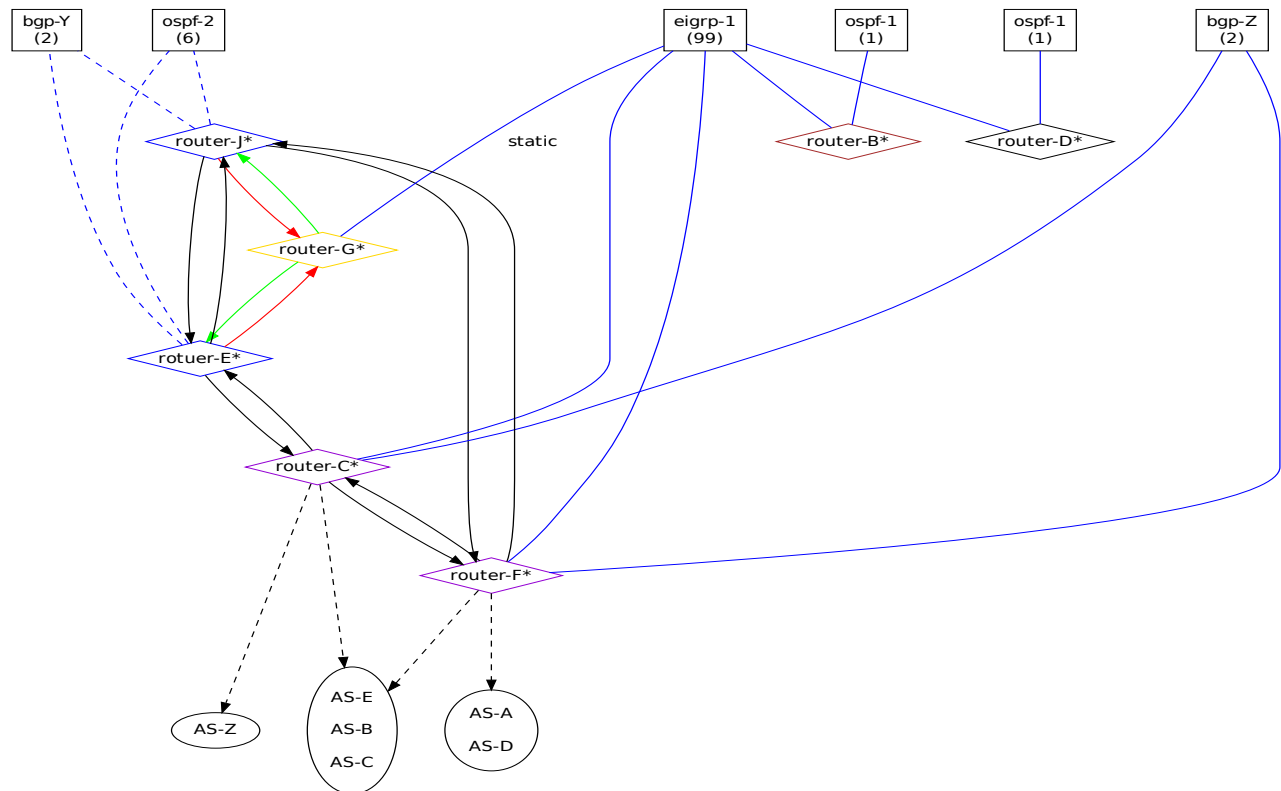 bgp-Y
(2)
ospf-2
(6)
eigrp-1
(99)
ospf-1
(1)
ospf-1
(1)
bgp-Z
(2)
router-J*
static
router-B*
router-D*
router-G*
rotuer-E*
router-C*
router-F*
AS-Z
AS-E
AS-B
AS-C
AS-A
AS-D